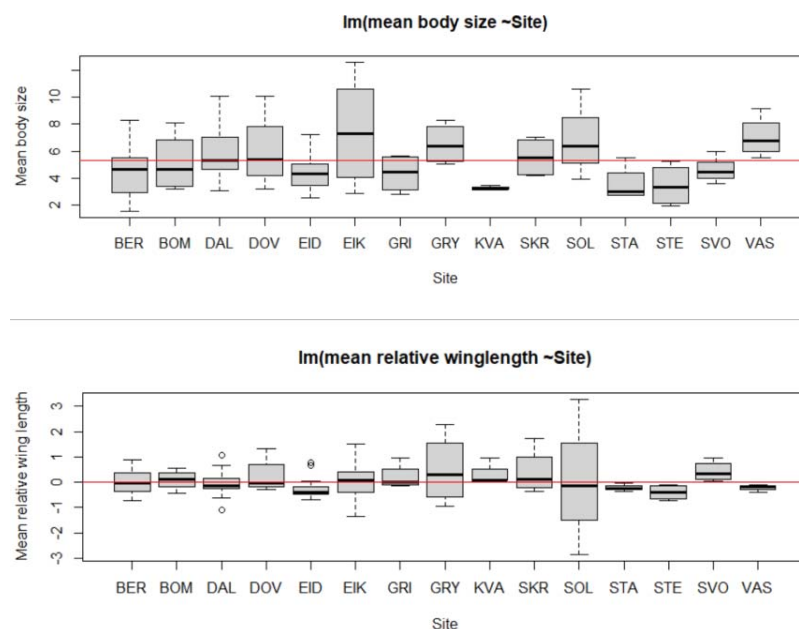 lm(mean body size ~Site)
Mean body size
10
8
6
4
2
BER BOM DAL DOV EID EIK GRI GRY KVA SKR SOL STA STE SVO VAS
Site
lm(mean relative winglength ~Site)
Mean relative wing length
3
2
1
0
-1
-2
-3
BER BOM DAL DOV EID EIK GRI GRY KVA SKR SOL STA STE SVO VAS
Site